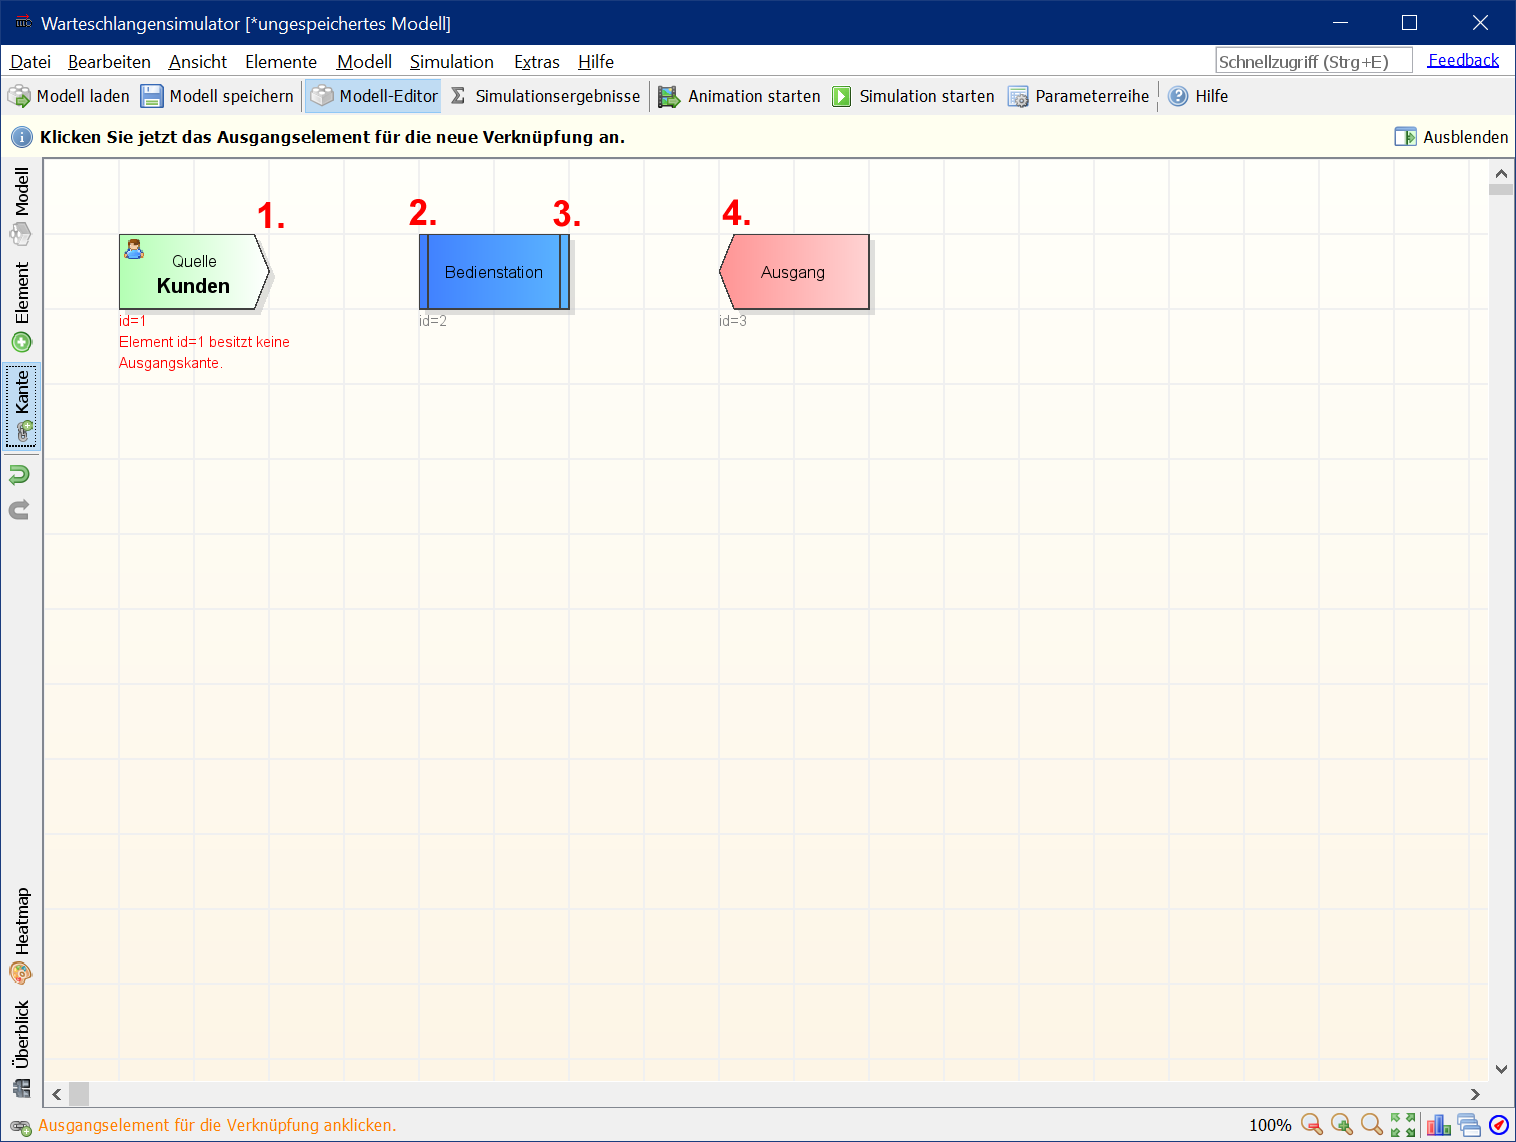 Warteschlangensimulator [*ungespeichertes Modell]
Datei Bearbeiten Ansicht Elemente Modell Simulation Extras Hilfe Schnellzugriff (Strg+E) Feedback
Modell laden Modell speichern Modell-Editor Σ Simulationsergebnisse Animation starten Simulation starten Parameterreihe Hilfe
Klicken Sie jetzt das Ausgangselement für die neue Verknüpfung an. Ausblenden
Modell
Element
Kante
Heatmap
Überblick
1. 2. 3. 4.
Quelle
Kunden
Bedienstation
Ausgang
id=1 id=2 id=3
Element id=1 besitzt keine
Ausgangskante.
Ausgangselement für die Verknüpfung anklicken. 100%